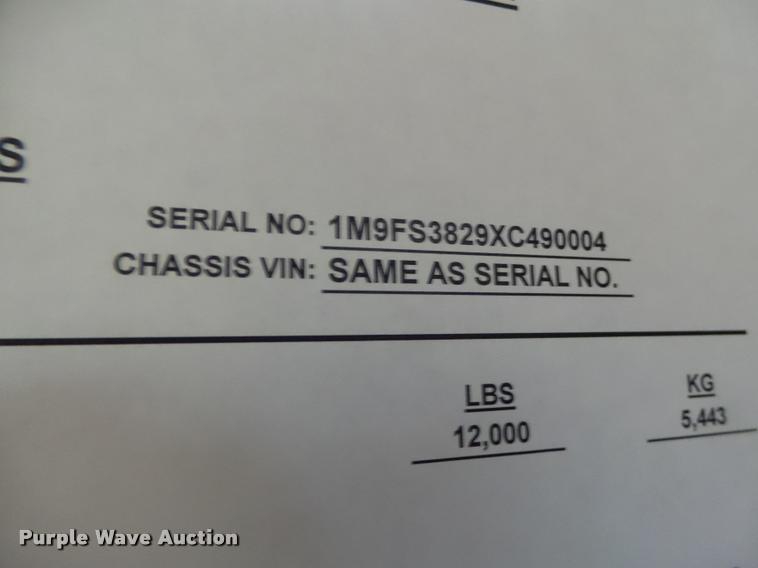 S
SERIAL NO: 1M9FS3829XC490004
CHASSIS VIN: SAME AS SERIAL NO.
LBS KG
12,000 5,443
Purple Wave Auction